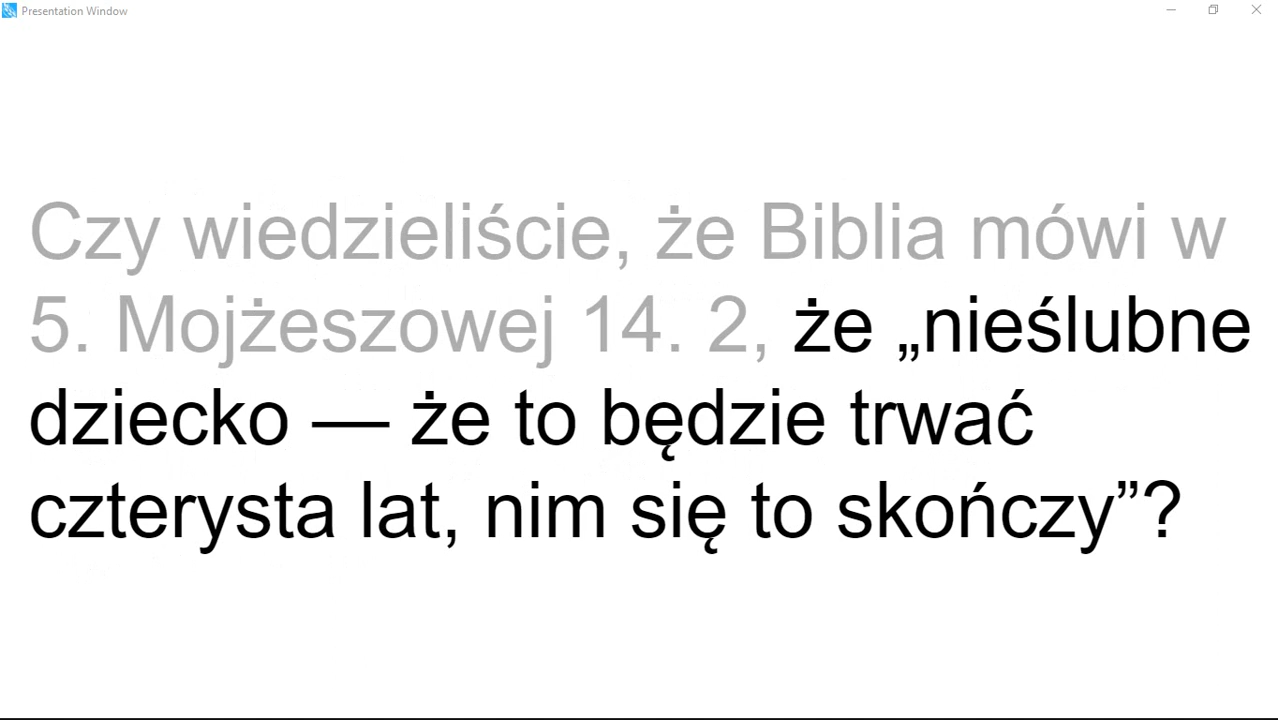 Presentation Window
Czy wiedzieliście, że Biblia mówi w
5. Mojżeszowej 14. 2, że „nieślubne
dziecko — że to będzie trwać
czterysta lat, nim się to skończy”?